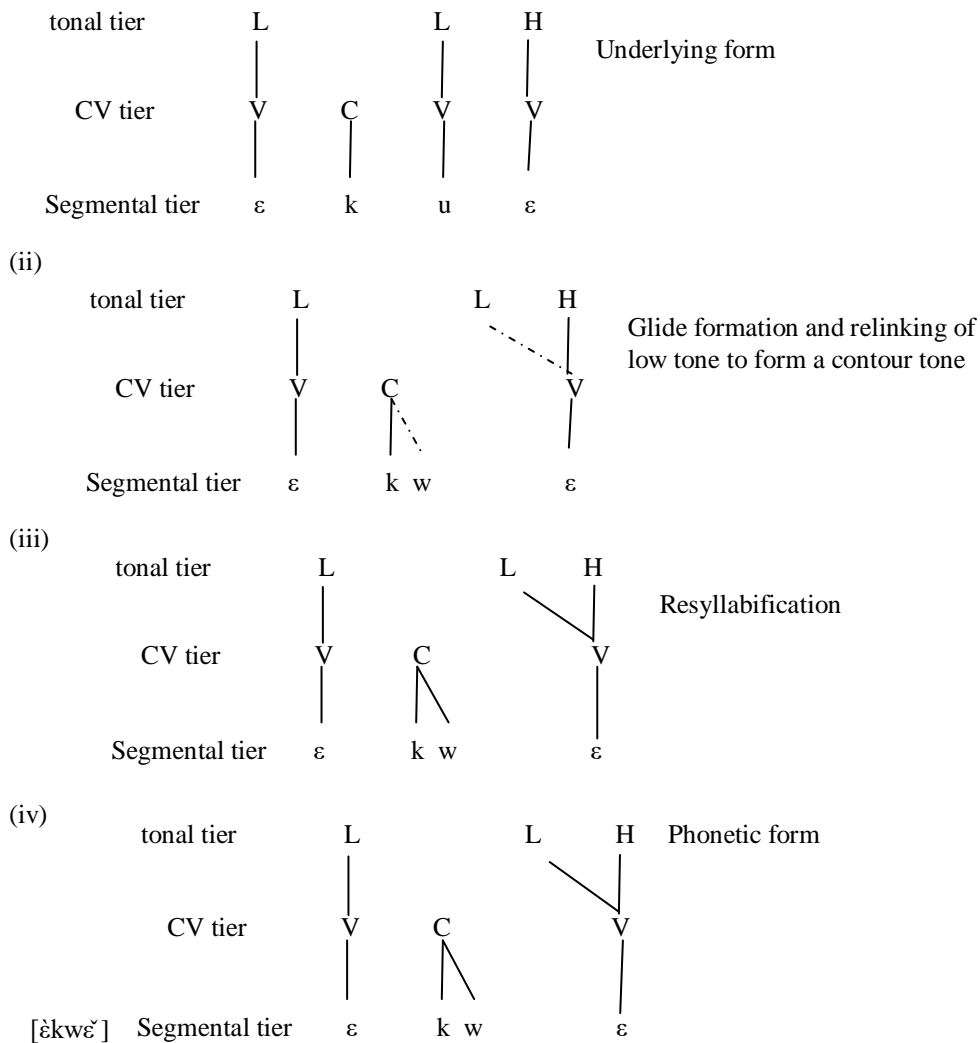 tonal tier L L H
Underlying form
CV tier V C V V
Segmental tier ɛ k u ɛ
(ii)
tonal tier L L H
Glide formation and relinking of
low tone to form a contour tone
CV tier V C V
Segmental tier ɛ k w ɛ
(iii)
tonal tier L L H
Resyllabification
CV tier V C V
Segmental tier ɛ k w ɛ
(iv)
tonal tier L L H Phonetic form
CV tier V C V
[ɛ̀kwɛ̌] Segmental tier ɛ k w ɛ